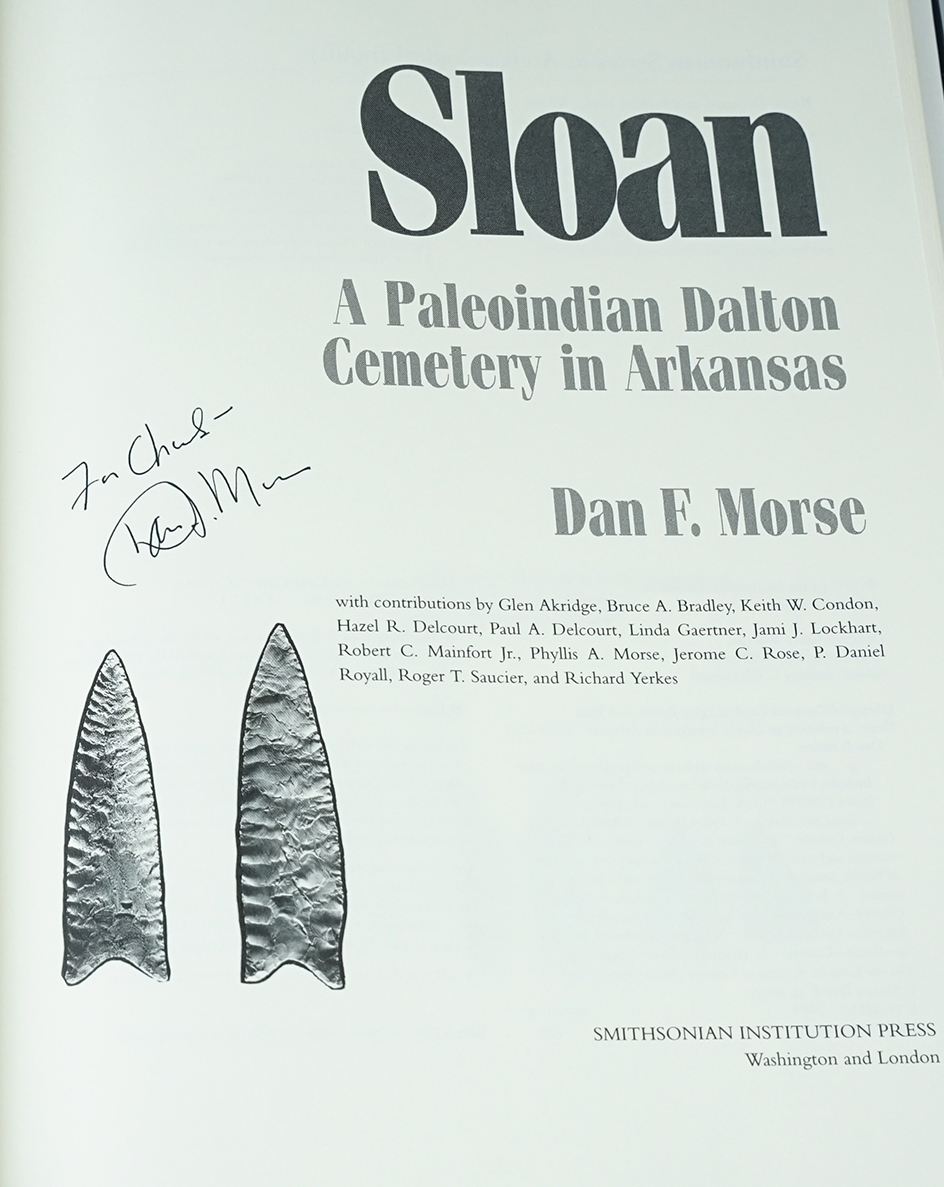 Sloan
A Paleoindian Dalton
Cemetery in Arkansas
For
Dan F. Morse
Dan F. Morse
with contributions by Glen Akridge, Bruce A. Bradley, Keith W. Condon,
Hazel R. Delcourt, Paul A. Delcourt, Linda Gaertner, Jami J. Lockhart,
Robert C. Mainfort Jr., Phyllis A. Morse, Jerome C. Rose, P. Daniel
Royall, Roger T. Saucier, and Richard Yerkes
SMITHSONIAN INSTITUTION PRESS
Washington and London